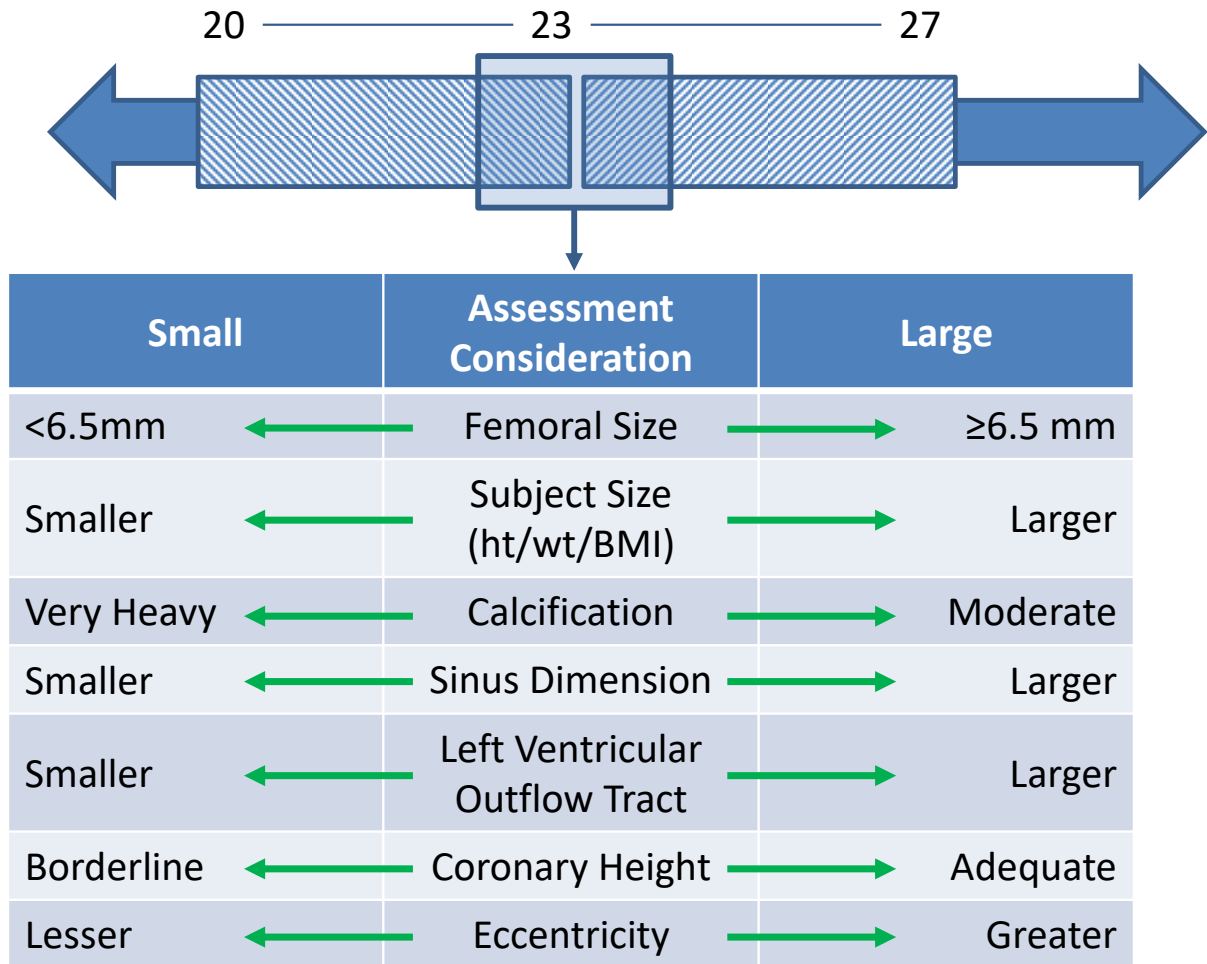 20 23 27
Small
Assessment
Consideration
Large
<6.5mm Femoral Size ≥6.5 mm
Smaller
Subject Size
(ht/wt/BMI)
Larger
Very Heavy Calcification Moderate
Smaller Sinus Dimension Larger
Smaller
Left Ventricular
Outflow Tract
Larger
Borderline Coronary Height Adequate
Lesser Eccentricity Greater